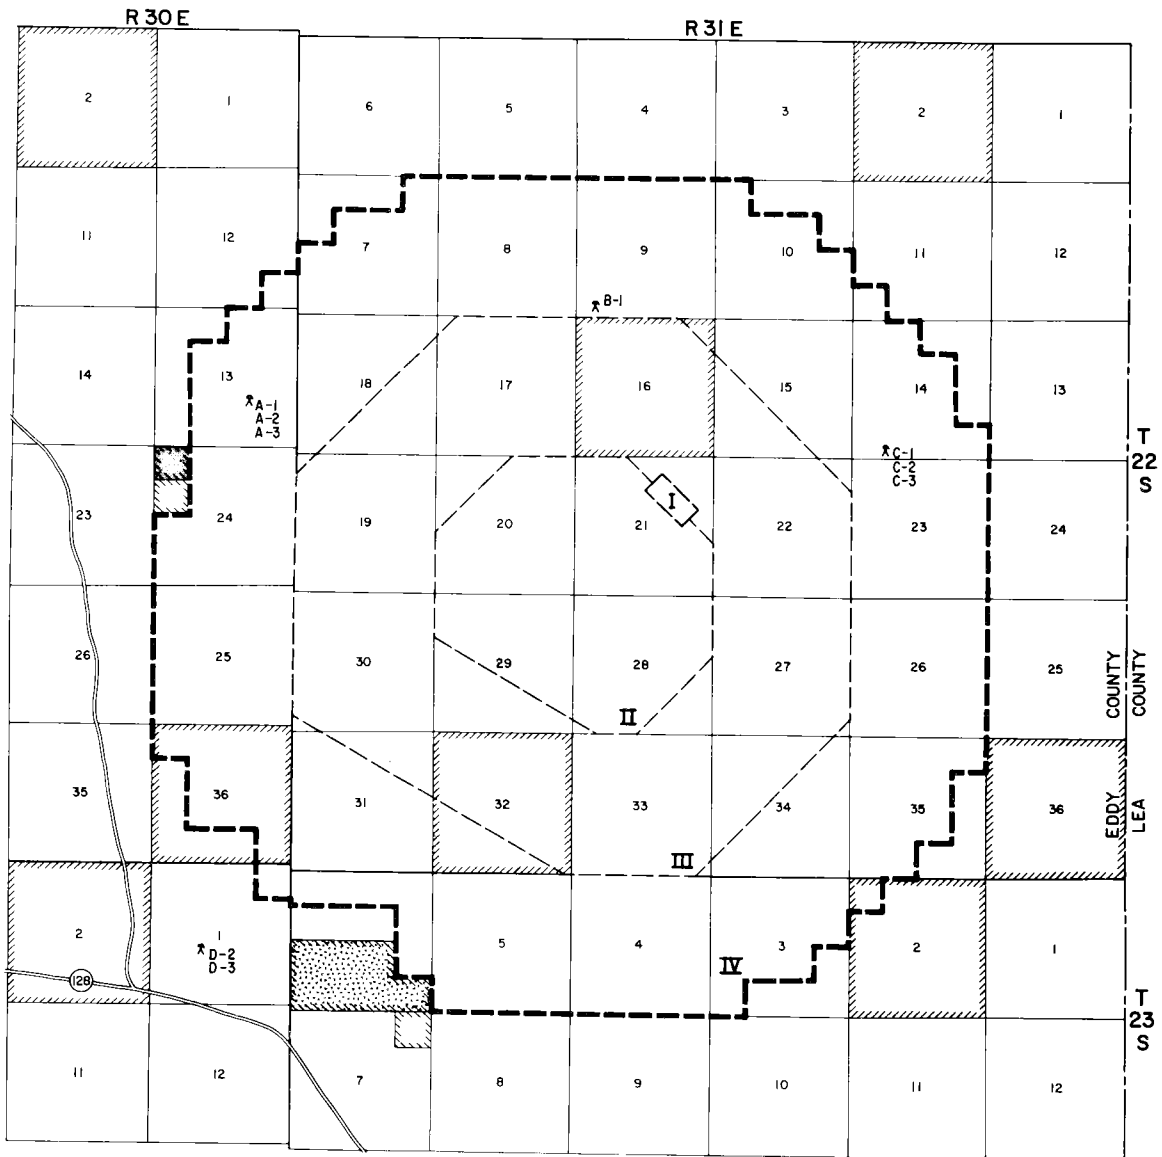 R 30 E
R 31 E
2 1 6 5 4 3 2 1
11 12 7 8 9 10 11 12
B-1
14 13 18 17 16 15 14 13
A-1
A-2
A-3
T
22
S
C-1
C-2
C-3
I
23 24 19 20 21 22 23 24
26 25 30 29 28 27 26 25
COUNTY
COUNTY
II
35 36 31 32 33 34 35 36
EDDY
LEA
III
2 1 5 4 3 2 1
D-2
D-3
IV
128
T
23
S
11 12 7 8 9 10 11 12